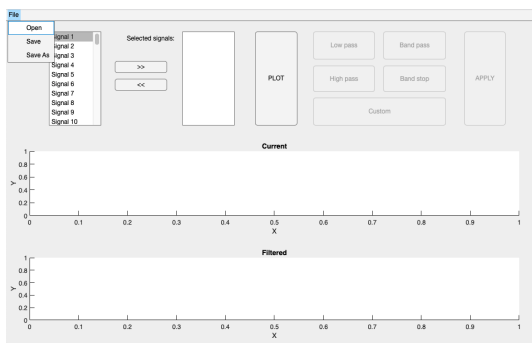 File
Open
Save
Save As
Signal 1
Signal 2
Signal 3
Signal 4
Signal 5
Signal 6
Signal 7
Signal 8
Signal 9
Signal 10
>>
<<
Selected signals:
PLOT
Low pass
Band pass
High pass
Band stop
Custom
APPLY
Current
1
0.8
0.6
0.4
0.2
0
Y
0 0.1 0.2 0.3 0.4 0.5 0.6 0.7 0.8 0.9 1
X
Filtered
1
0.8
0.6
0.4
0.2
0
Y
0 0.1 0.2 0.3 0.4 0.5 0.6 0.7 0.8 0.9 1
X